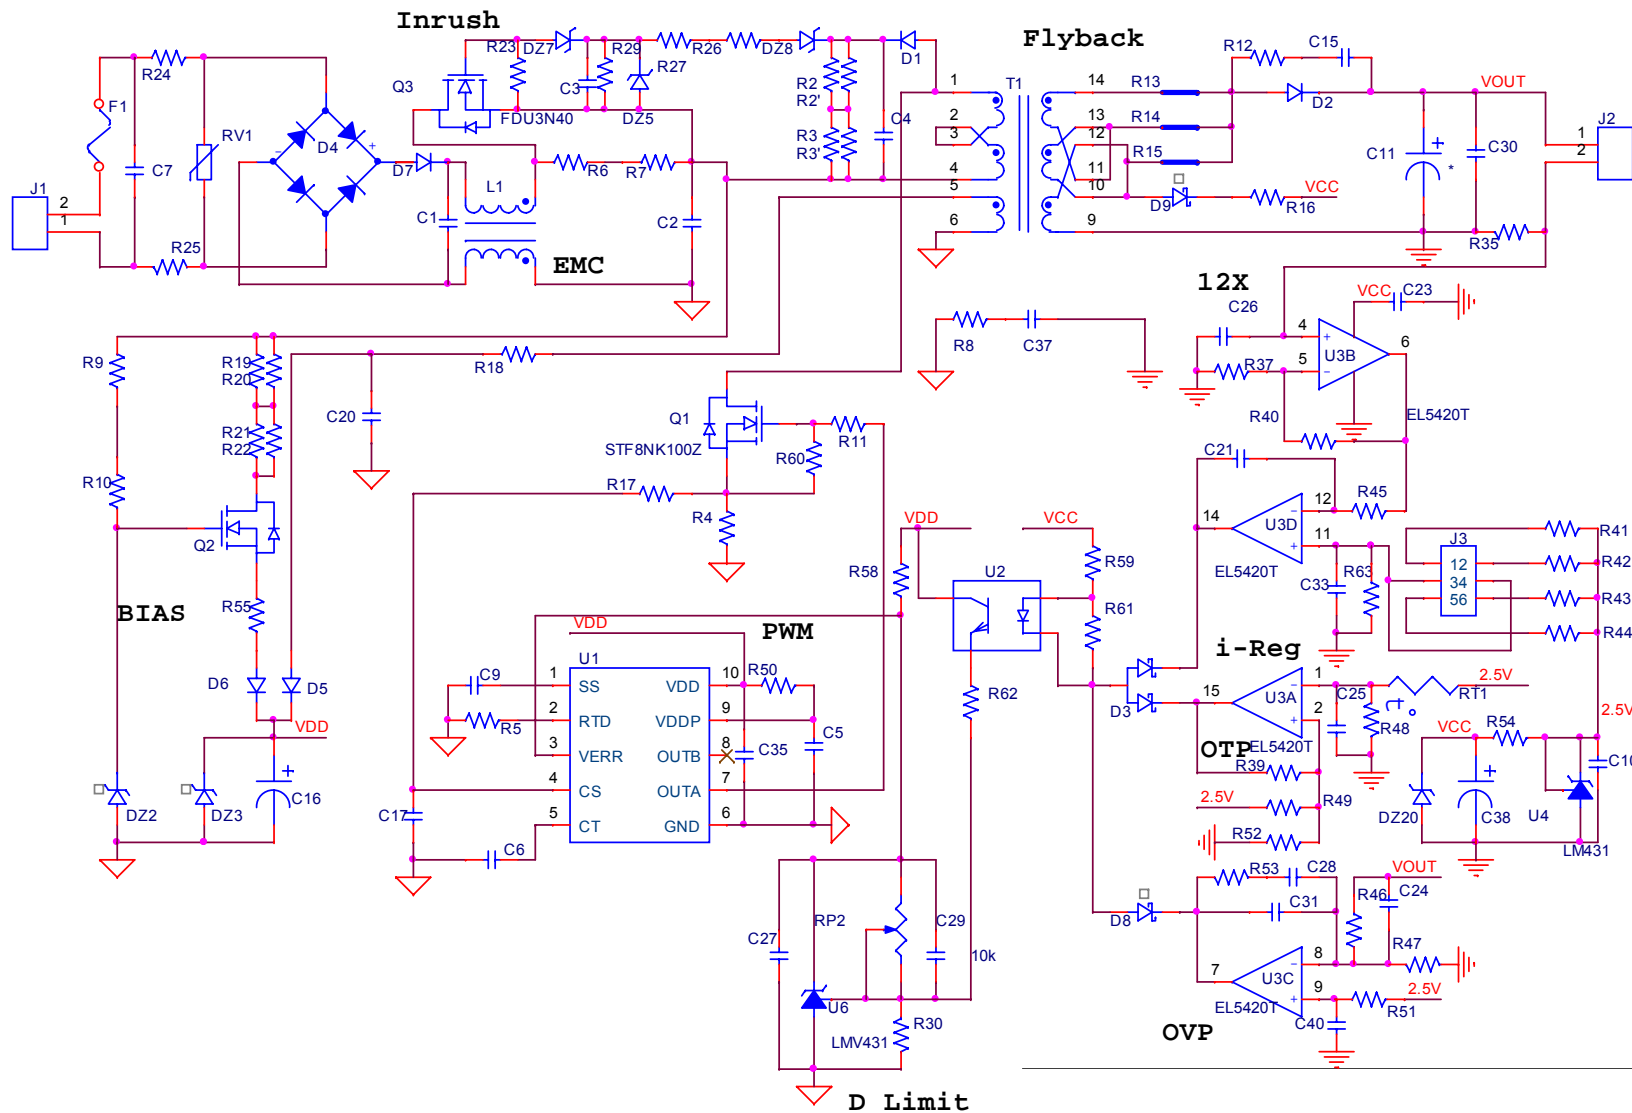 Inrush
Flyback
R24
F1
RV1
C7
D4
-
+
J1
2
1
R25
D7
Q3
FDU3N40
R23
DZ7
C3
R29
R27
DZ5
R26
DZ8
D1
R2
R2'
R3
R3'
C4
L1
C1
R6
R7
C2
EMC
T1
1
2
3
4
5
6
14
13
12
11
10
9
R13
R14
R15
R12
C15
D2
VOUT
C11
+
*
C30
J2
1
2
D9
R16
VCC
R35
12X
C26
VCC
C23
4
5
6
+
-
U3B
R37
R40
EL5420T
R8
C37
R9
R19
R20
R21
R22
R10
Q2
R55
BIAS
D6
D5
VDD
DZ2
DZ3
+
C16
R18
C20
Q1
STF8NK100Z
R11
R60
R17
R4
PWM
VDD
U1
C9
R5
1 SS
2 RTD
3 VERR
4 CS
5 CT
VDD 10
VDDP 9
OUTB 8
OUTA 7
GND 6
R50
C35
C5
C17
C6
VDD
R58
U2
VCC
R59
R61
R62
D3
C21
12
11
14
-
+
U3D
EL5420T
R45
C33
R63
J3
12
34
56
R41
R42
R43
R44
i-Reg
1
2
15
-
+
U3A
EL5420T
OTP
C25
R48
RT1
t°
2.5V
R39
R49
2.5V
R52
VCC
R54
2.5V
C10
DZ20
+
C38
U4
LM431
R53
C28
C31
D8
8
9
7
-
+
U3C
EL5420T
VOUT
R46
C24
R47
2.5V
R51
C40
OVP
C27
RP2
C29
10k
U6
LMV431
R30
D Limit